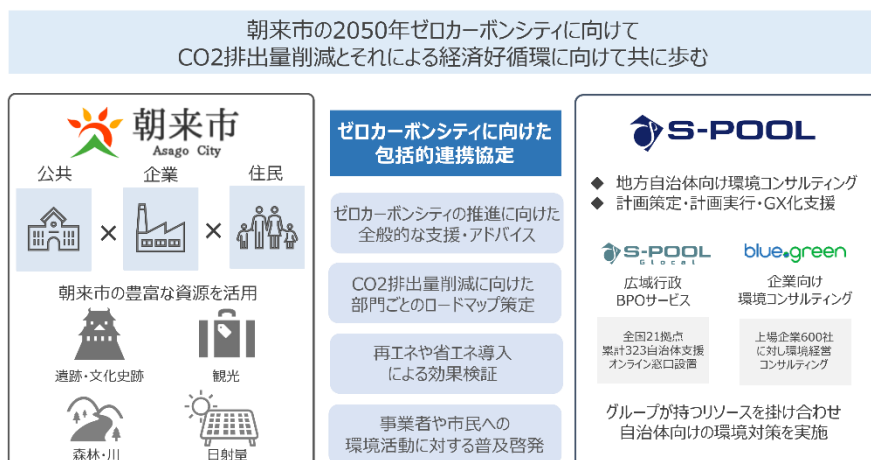 朝来市の2050年ゼロカーボンシティに向けて
CO2排出量削減とそれによる経済好循環に向けて共に歩む
朝来市
Asago City
公共
企業
住民
×
×
朝来市の豊富な資源を活用
遺跡・文化史跡
観光
森林・川
日射量
ゼロカーボンシティに向けた
包括的連携協定
ゼロカーボンシティの推進に向けた
全般的な支援・アドバイス
CO2排出量削減に向けた
部門ごとのロードマップ策定
再エネや省エネ導入
による効果検証
事業者や市民への
環境活動に対する普及啓発
S-POOL
◆ 地方自治体向け環境コンサルティング
◆ 計画策定・計画実行・GX化支援
S-POOL
Glocal
広域行政
BPOサービス
全国21拠点
累計323自治体支援
オンライン窓口設置
blue.green
企業向け
環境コンサルティング
上場企業600社
に対し環境経営
コンサルティング
グループが持つリソースを掛け合わせ
自治体向けの環境対策を実施